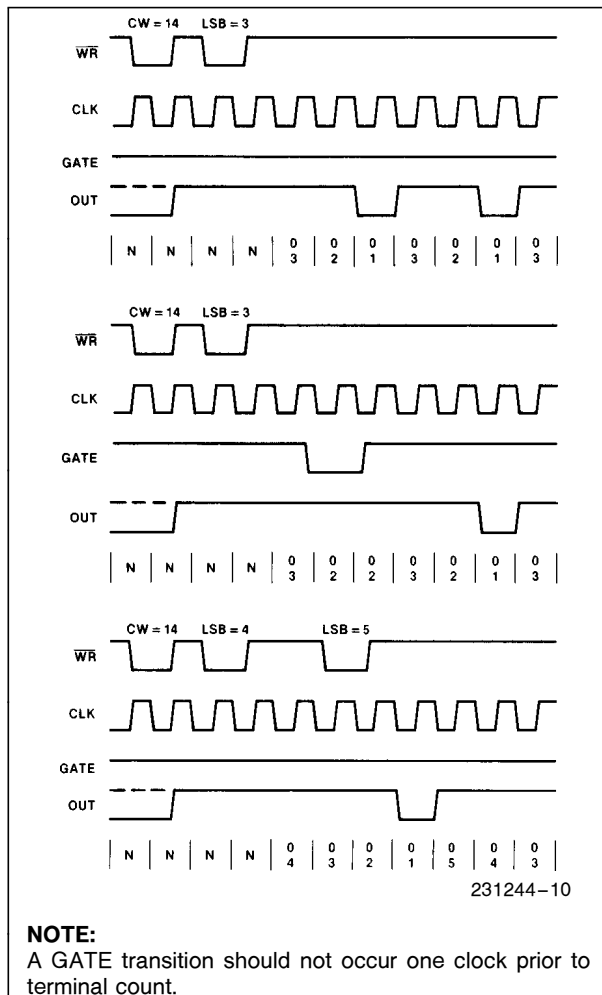 CW = 14 LSB = 3
WR
CLK
GATE
OUT
N N N N 0 0 0 0 0 0 0
3 2 1 3 2 1 3
CW = 14 LSB = 3
WR
CLK
GATE
OUT
N N N N 0 0 0 0 0 0 0
3 2 2 3 2 1 3
CW = 14 LSB = 4 LSB = 5
WR
CLK
GATE
OUT
N N N N 0 0 0 0 0 0 0
4 3 2 1 5 4 3
231244–10
NOTE:
A GATE transition should not occur one clock prior to
terminal count.